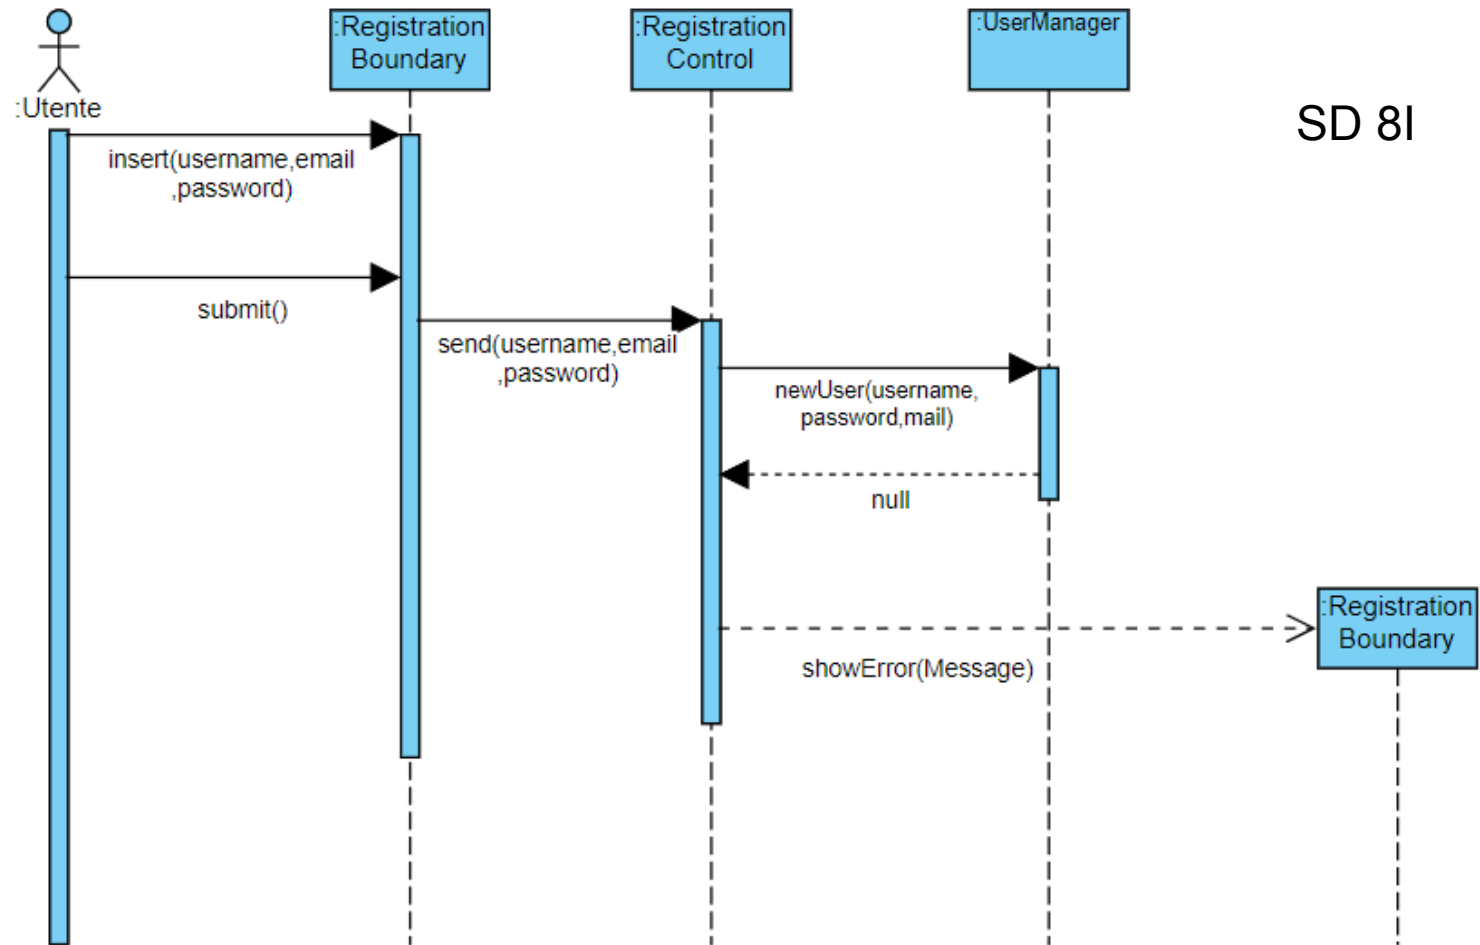 :Registration
Boundary
:Registration
Control
:UserManager
:Utente
SD 8I
insert(username,email
,password)
submit()
send(username,email
,password)
newUser(username,
password,mail)
null
:Registration
Boundary
showError(Message)